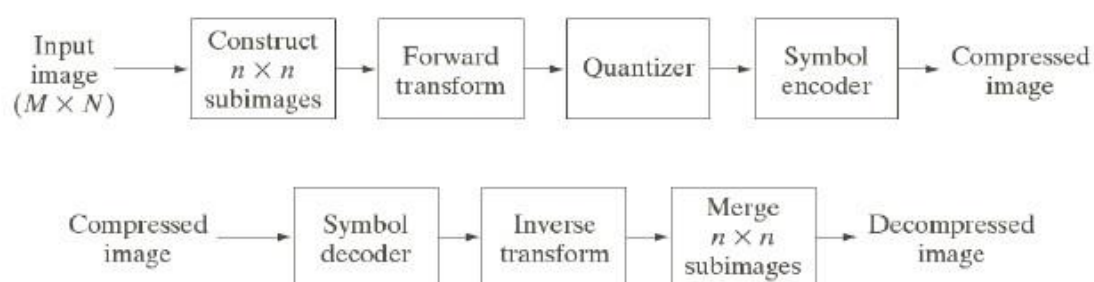 Input
image
(M × N)
Construct
n × n
subimages
Forward
transform
Quantizer
Symbol
encoder
Compressed
image
Compressed
image
Symbol
decoder
Inverse
transform
Merge
n × n
subimages
Decompressed
image